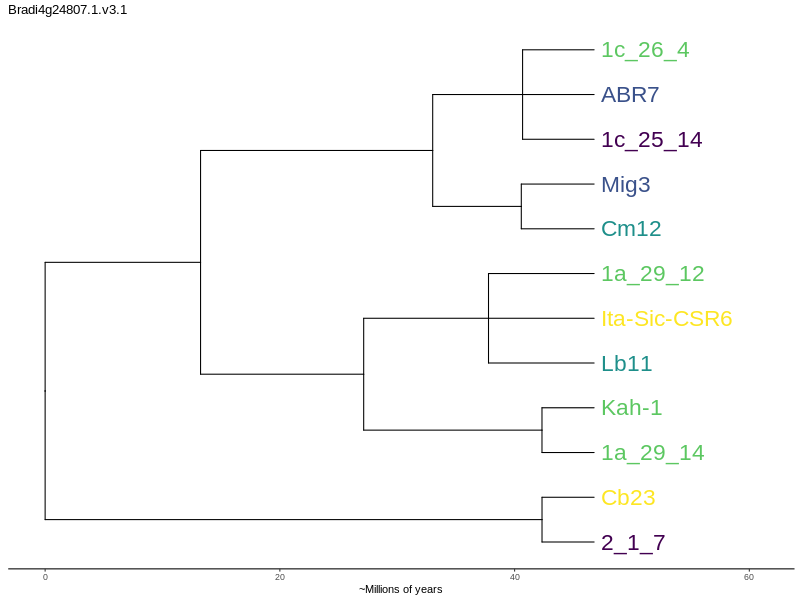 Bradi4g24807.1.v3.1
1c_26_4
ABR7
1c_25_14
Mig3
Cm12
1a_29_12
Ita-Sic-CSR6
Lb11
Kah-1
1a_29_14
Cb23
2_1_7
0 20 40 60
~Millions of years